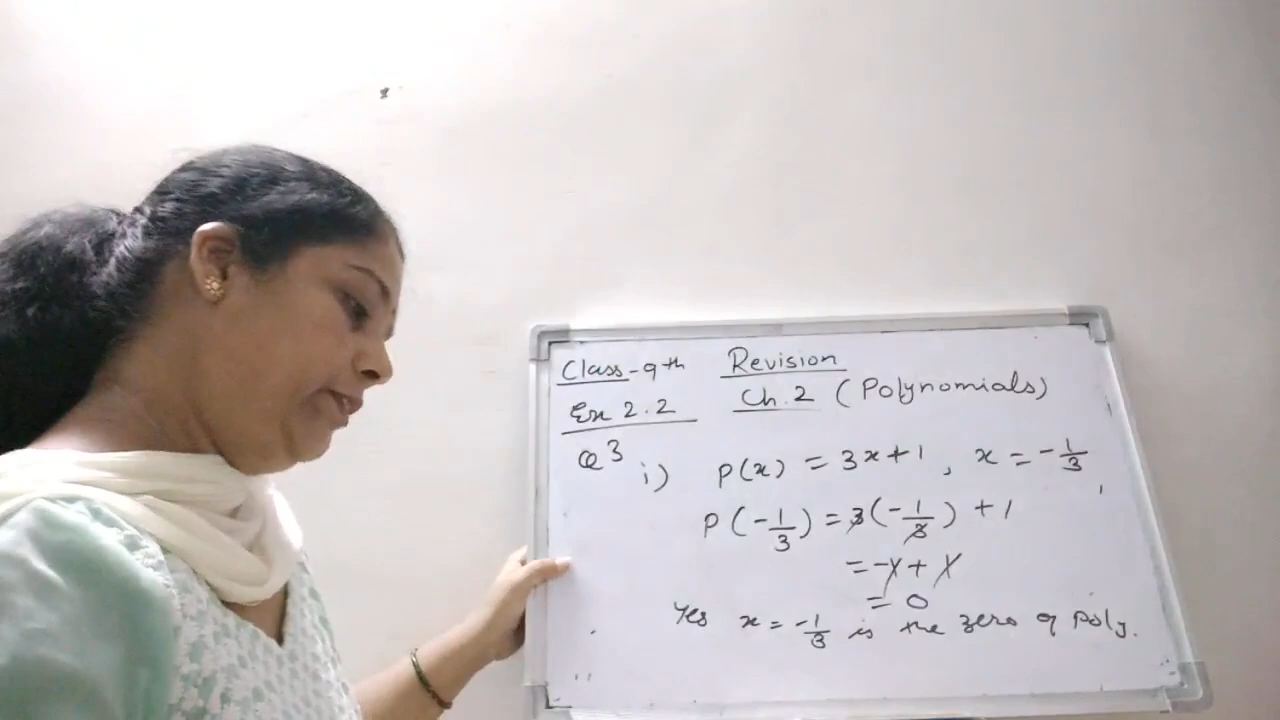 Class-9th Revision
Ex 2.2 Ch.2 (Polynomials)
Q3 i) P(x) = 3x+1, x = -1/3
P(-1/3) = 3(-1/3) + 1
= -1 + 1
= 0
Yes x = -1/3 is the zero of poly.